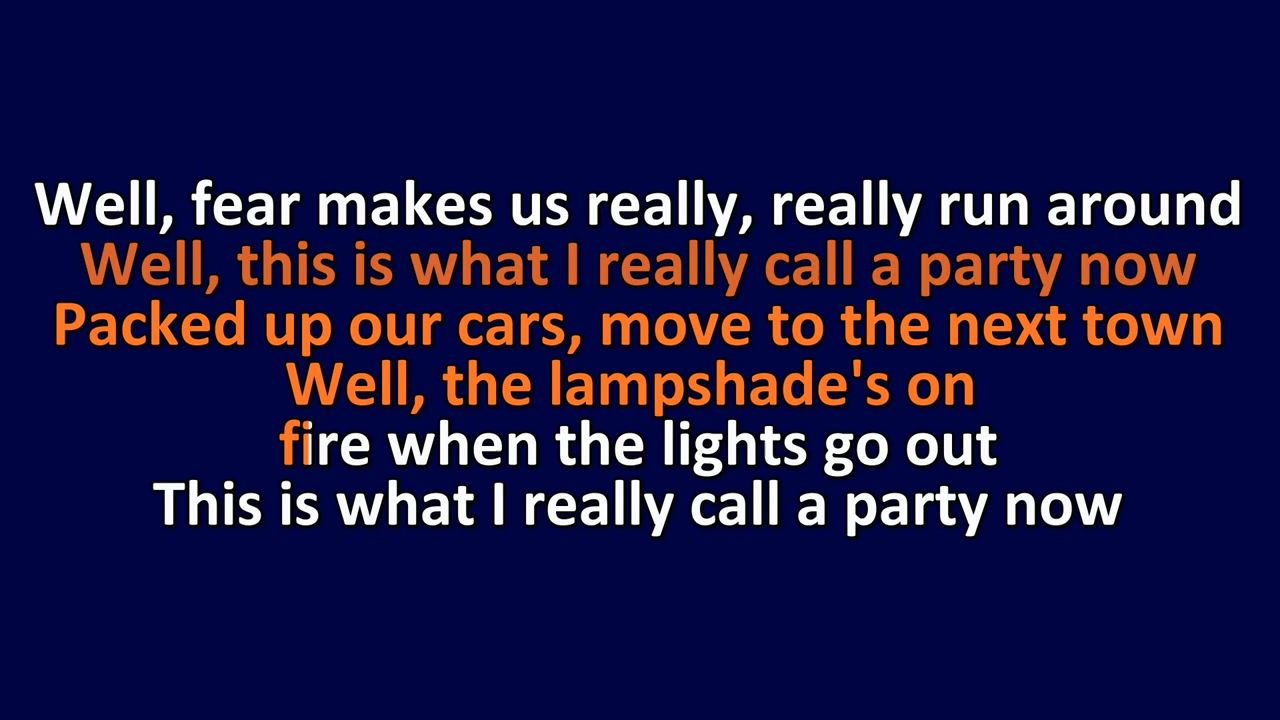 Well, fear makes us really, really run around
Well, this is what I really call a party now
Packed up our cars, move to the next town
Well, the lampshade's on
fire when the lights go out
This is what I really call a party now